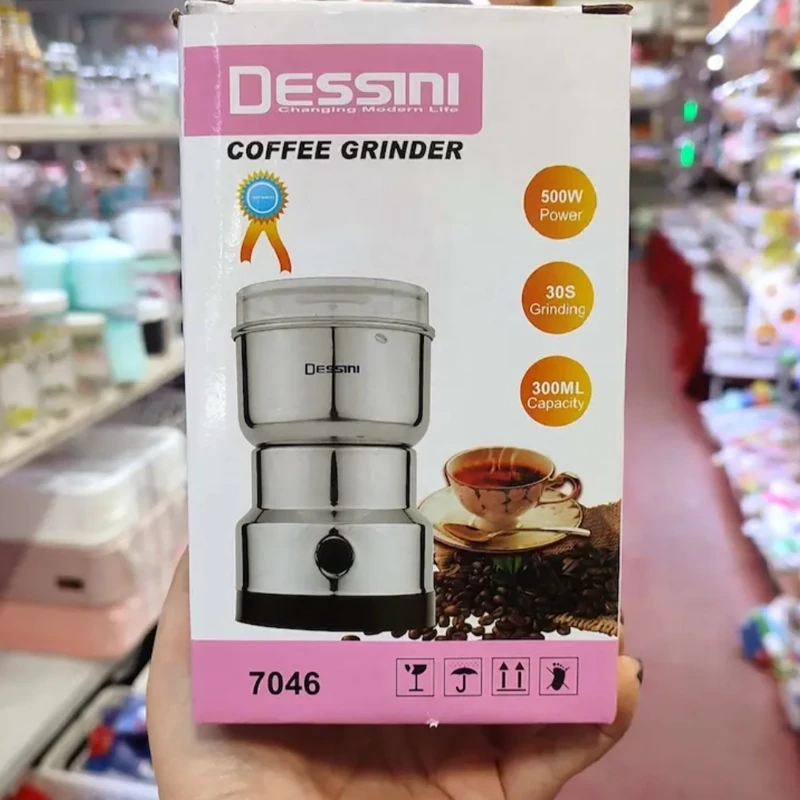 DESSINI
Changing Modern Life
COFFEE GRINDER
500W
Power
30S
Grinding
300ML
Capacity
DESSINI
7046